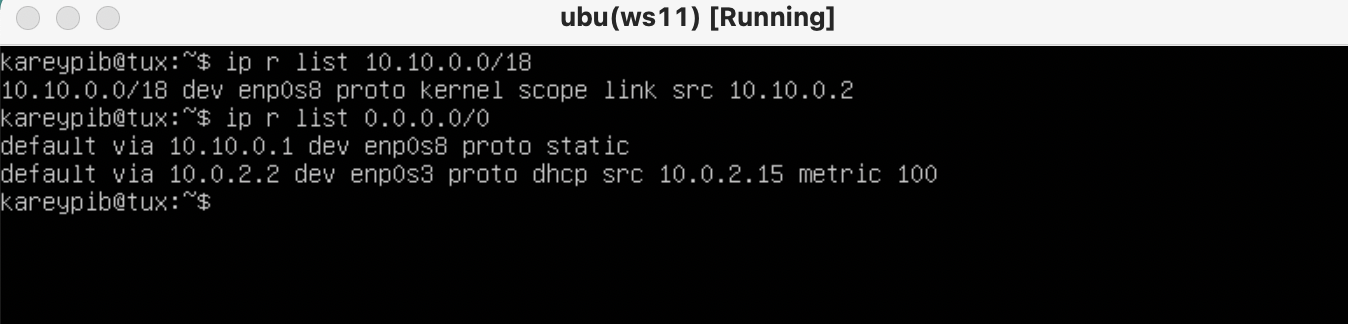 ubu(ws11) [Running]
kareypib@tux:~$ ip r list 10.10.0.0/18
10.10.0.0/18 dev enp0s8 proto kernel scope link src 10.10.0.2
kareypib@tux:~$ ip r list 0.0.0.0/0
default via 10.10.0.1 dev enp0s8 proto static
default via 10.0.2.2 dev enp0s3 proto dhcp src 10.0.2.15 metric 100
kareypib@tux:~$